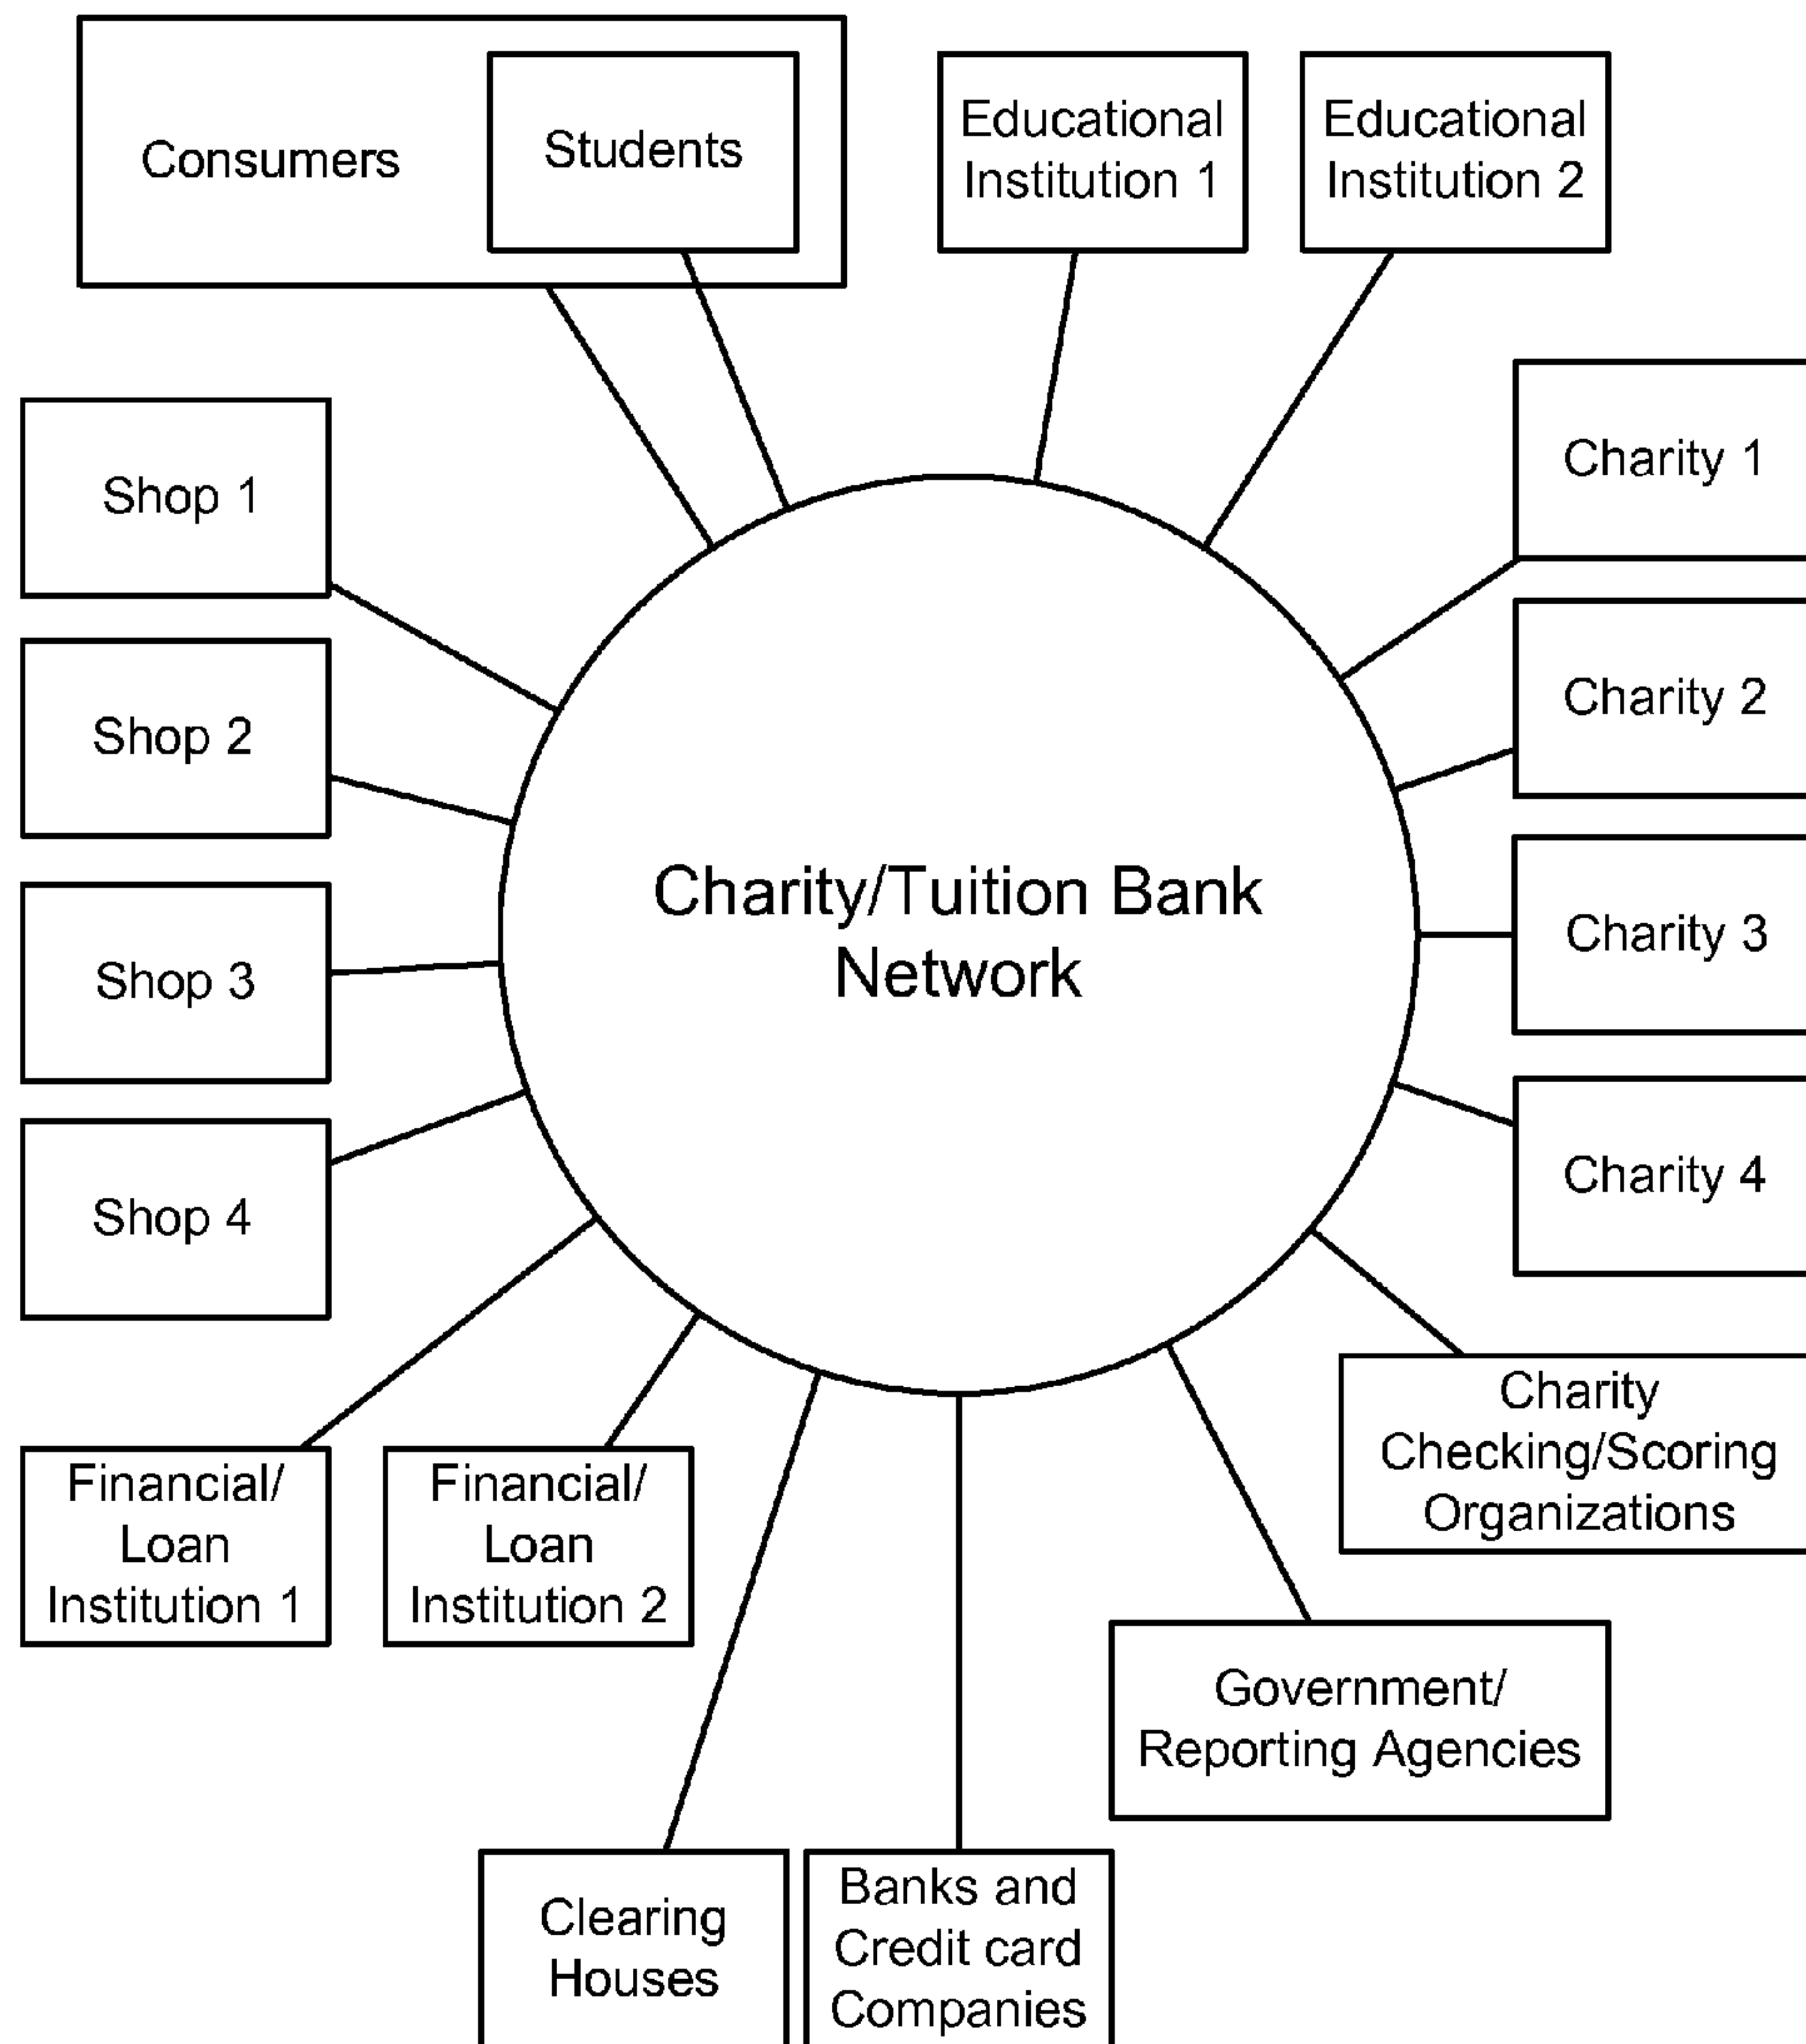 Consumers
Students
Educational
Institution 1
Educational
Institution 2
Shop 1
Shop 2
Shop 3
Shop 4
Charity/Tuition Bank
Network
Charity 1
Charity 2
Charity 3
Charity 4
Financial/
Loan
Institution 1
Financial/
Loan
Institution 2
Charity
Checking/Scoring
Organizations
Government/
Reporting Agencies
Clearing
Houses
Banks and
Credit card
Companies